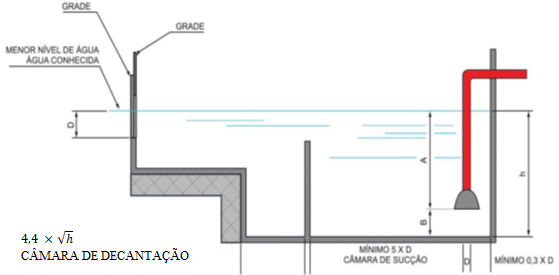 GRADE
GRADE
MENOR NÍVEL DE ÁGUA
ÁGUA CONHECIDA
D
A
h
B
4,4 × √h
CÂMARA DE DECANTAÇÃO
MÍNIMO 5 X D
CÂMARA DE SUCÇÃO
D
MÍNIMO 0,3 X D